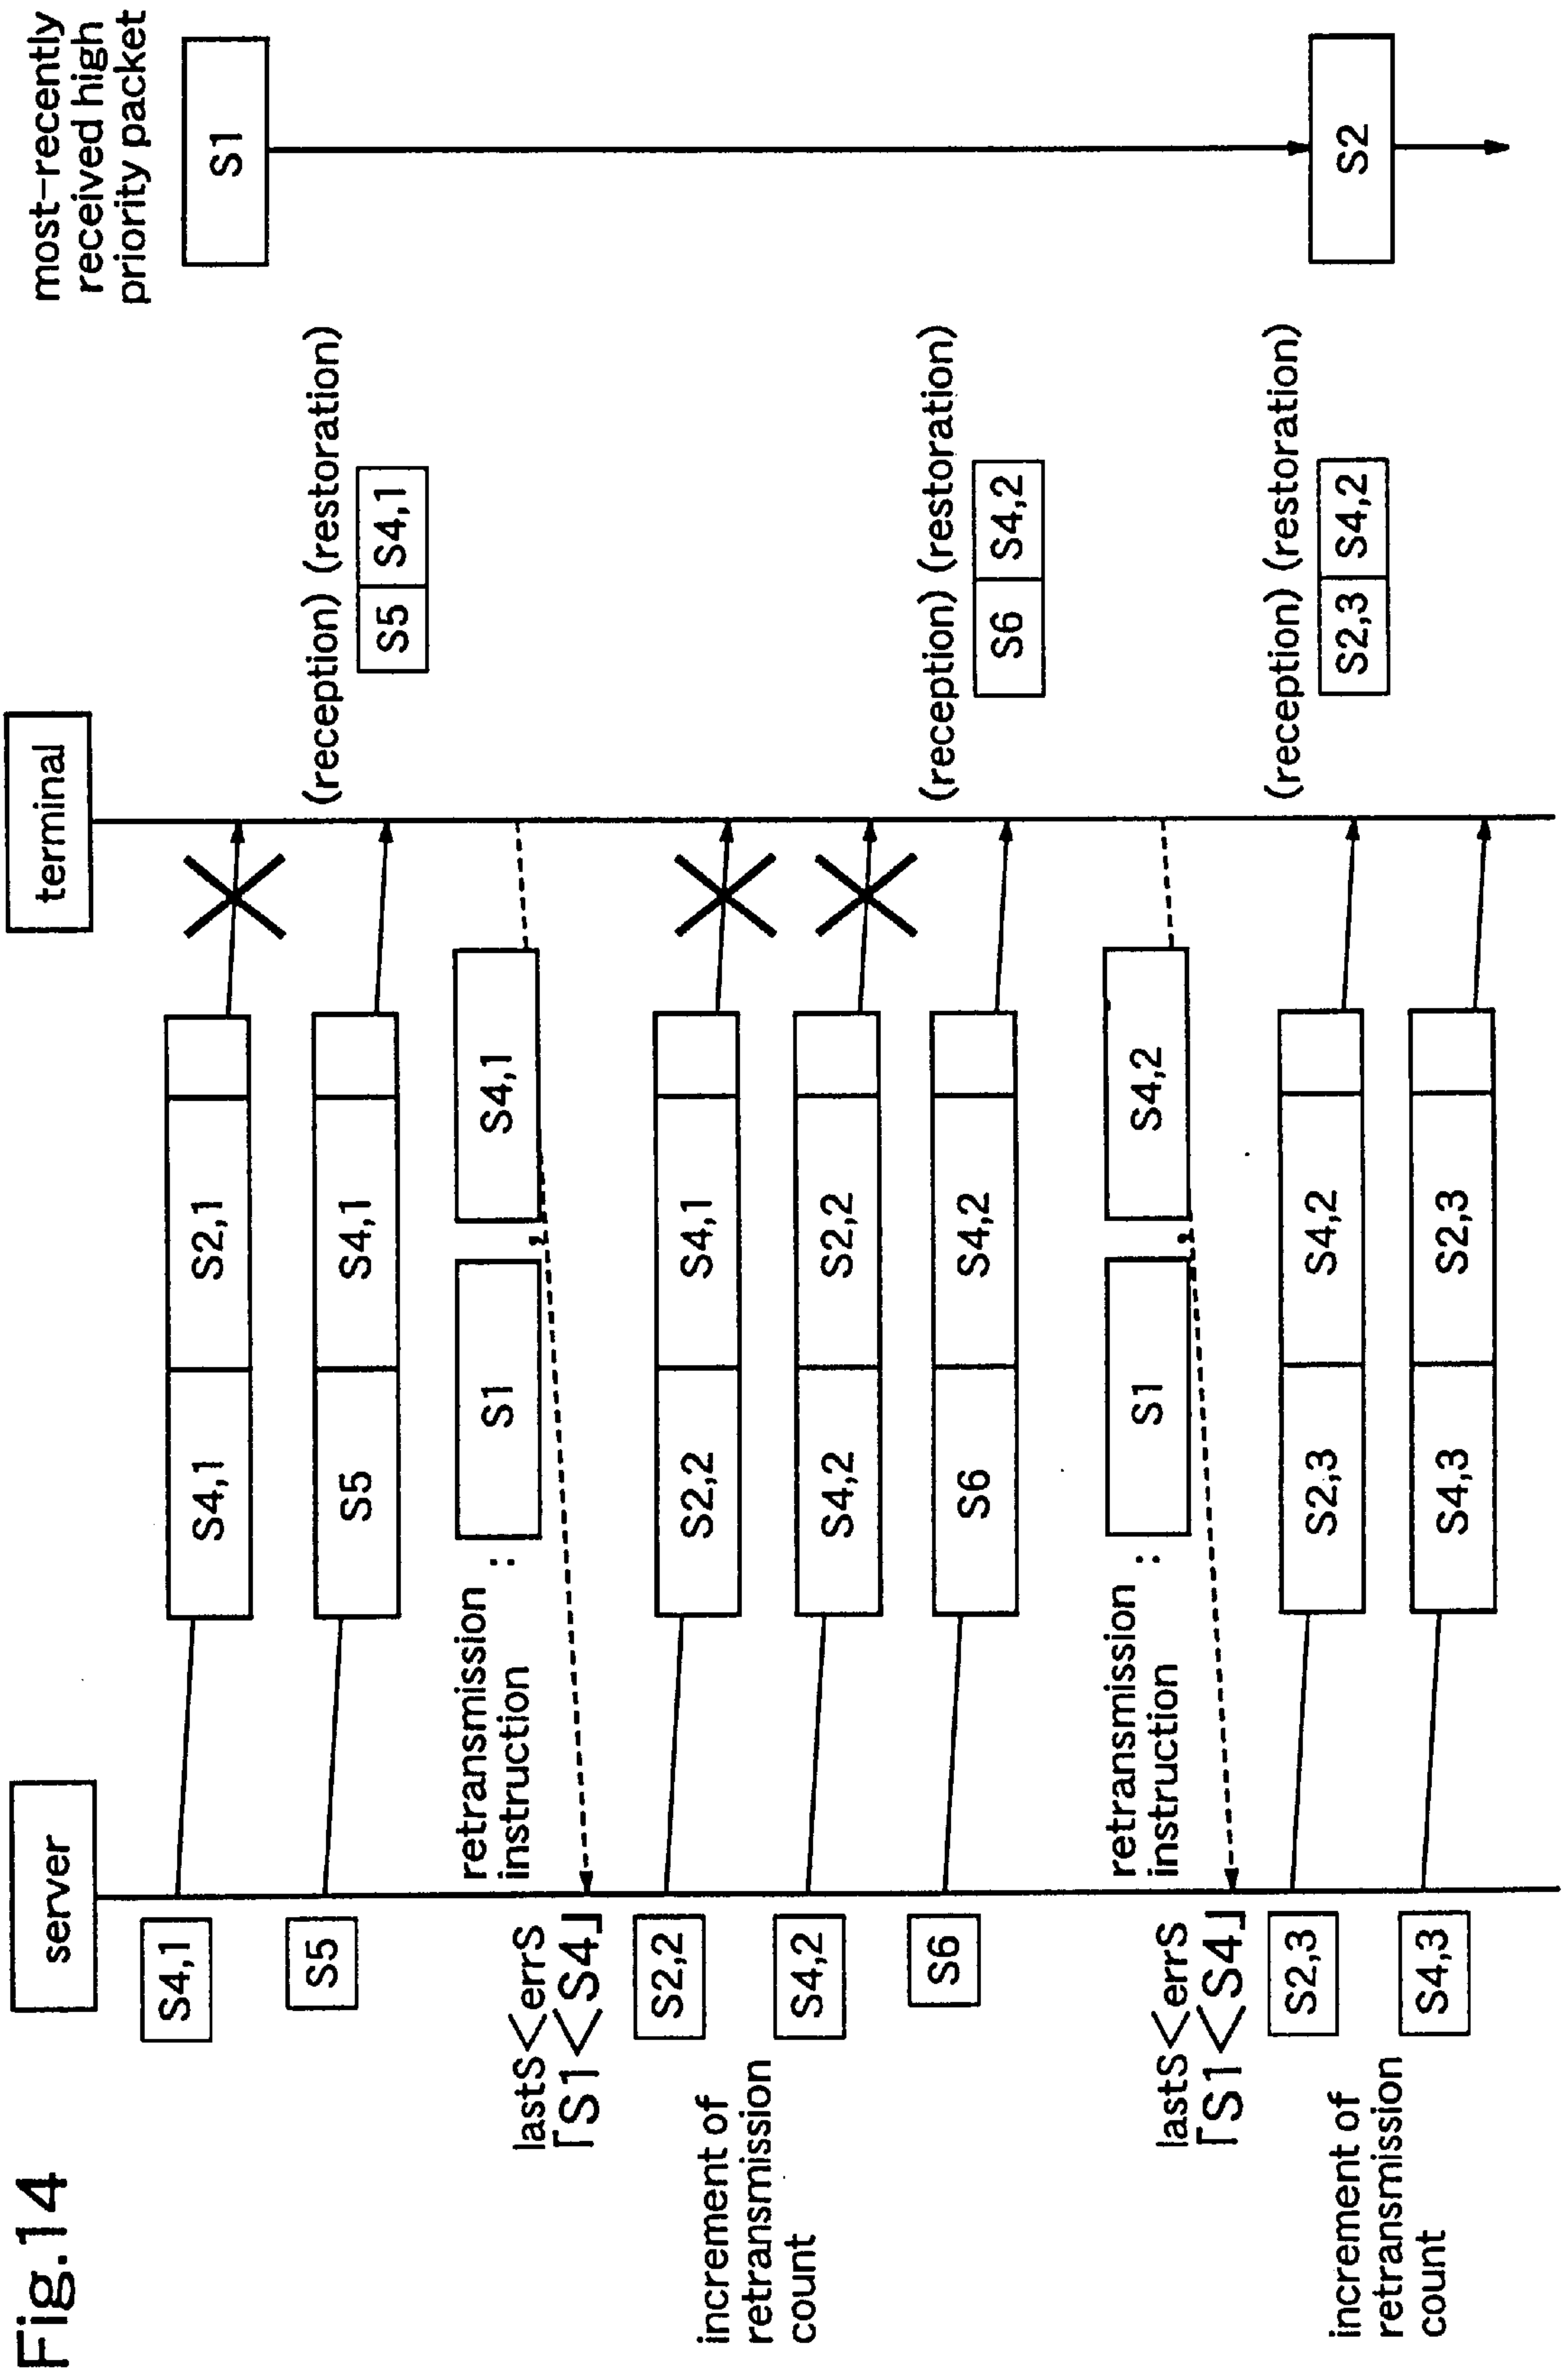 Fig.14
server
terminal
most-recently
received high
priority packet
S4,1
S4,1
S2,1
S1
S5
S5
S4,1
(reception) (restoration)
S5
S4,1
retransmission
instruction
:
S1
,
S4,1
lastS<errS
「S1<S4」
increment of
retransmission
count
S2,2
S2,2
S4,1
S4,2
S4,2
S2,2
S6
S6
S4,2
(reception) (restoration)
S6
S4,2
retransmission
instruction
:
S1
,
S4,2
lastS<errS
「S1<S4」
increment of
retransmission
count
S2,3
S2,3
S4,2
(reception) (restoration)
S2,3
S4,2
S2
S4,3
S4,3
S2,3